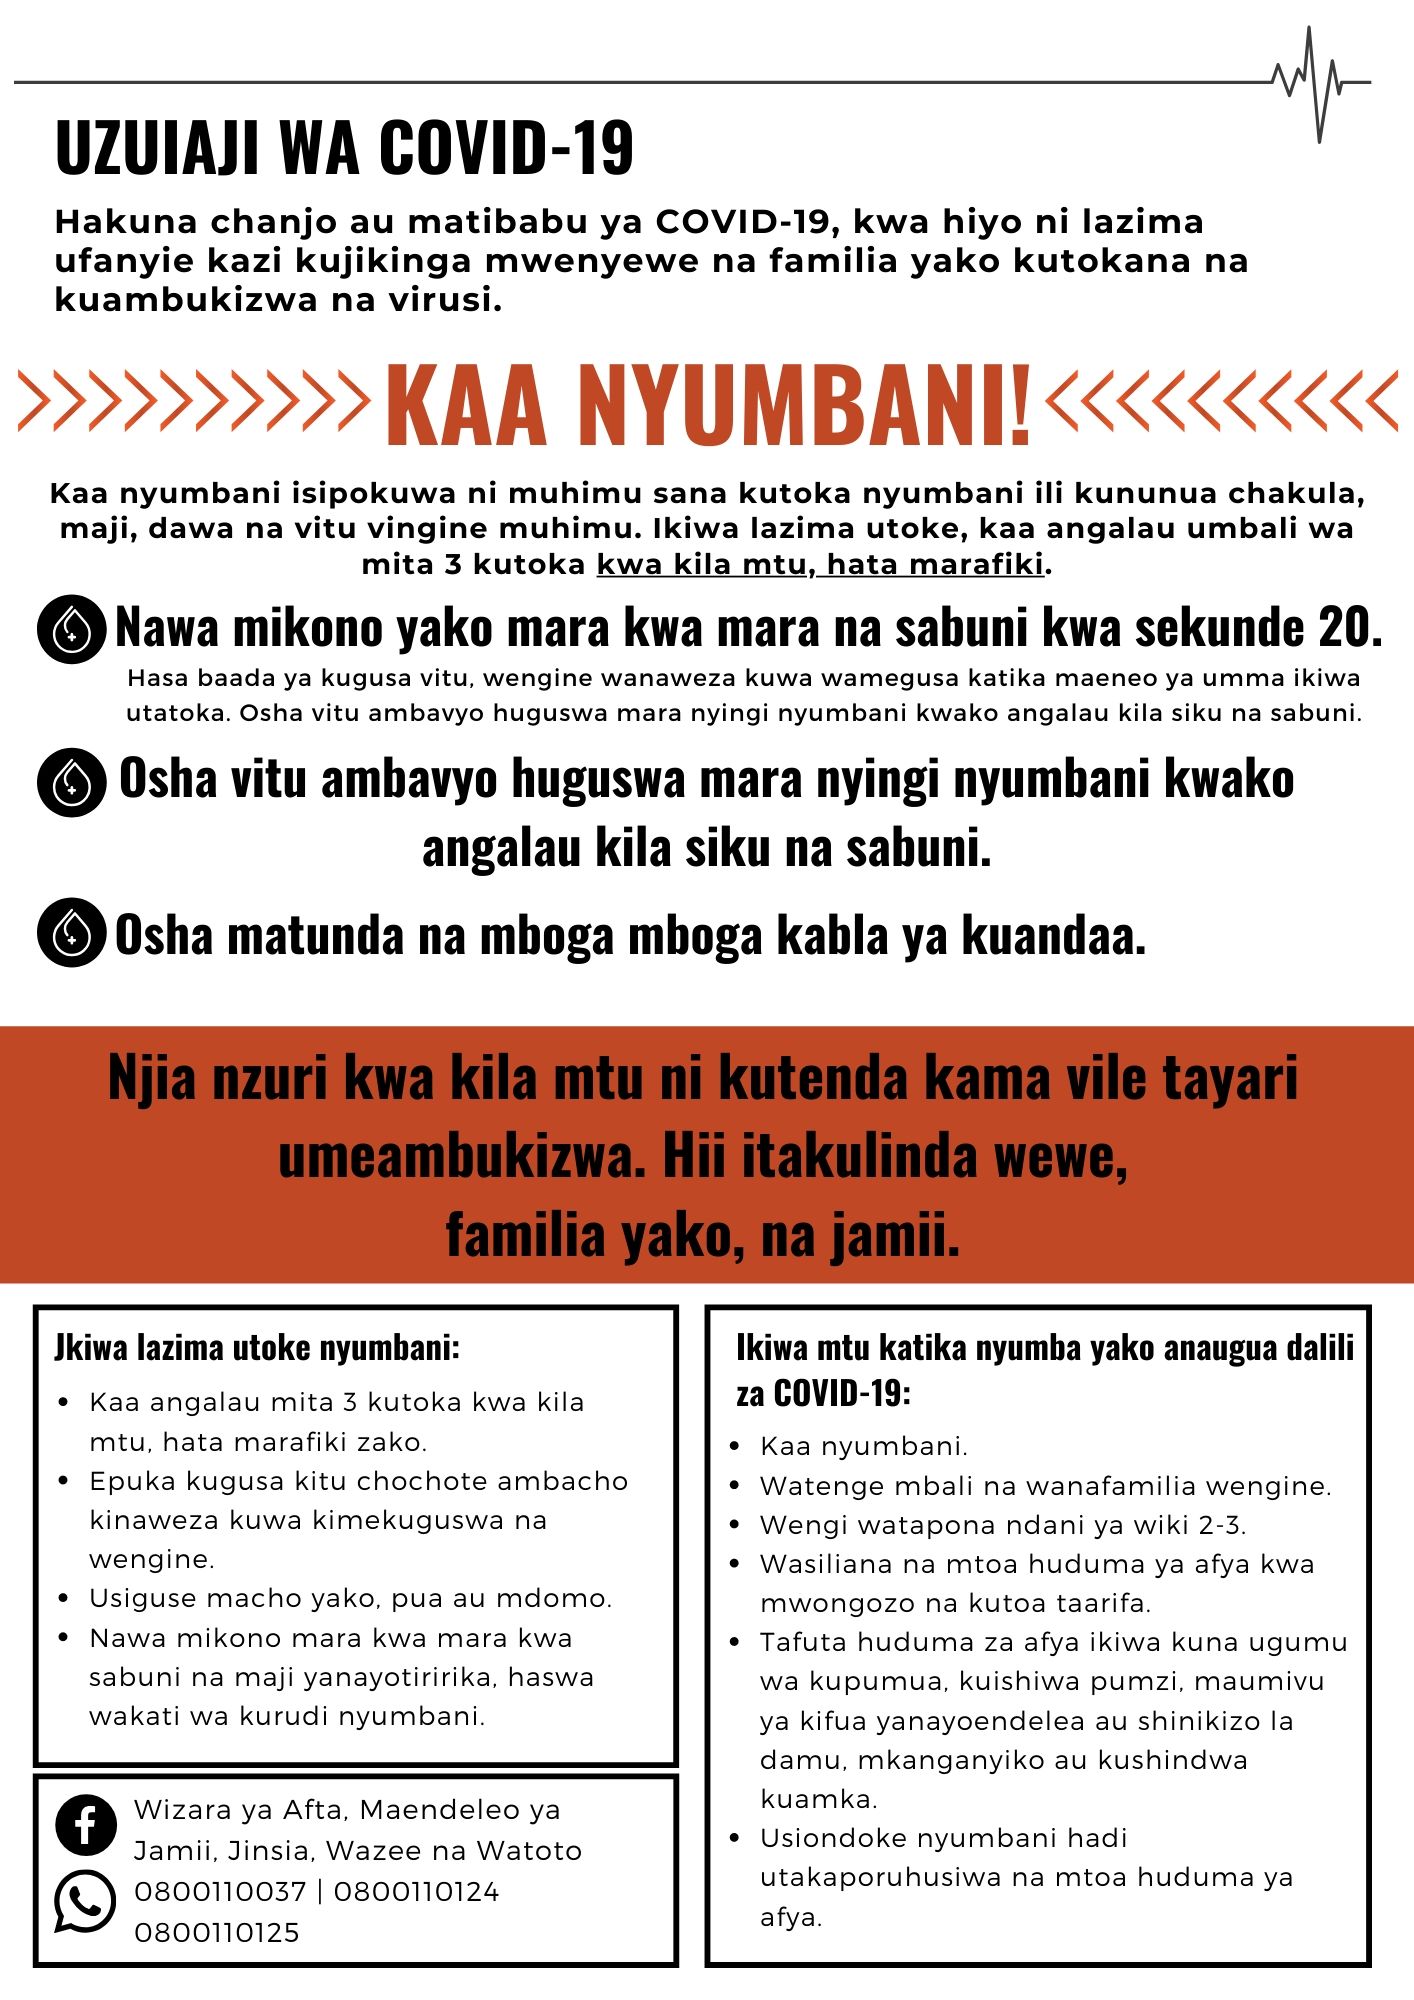 UZUIAJI WA COVID-19
Hakuna chanjo au matibabu ya COVID-19, kwa hiyo ni lazima
ufanyie kazi kujikinga mwenyewe na familia yako kutokana na
kuambukizwa na virusi.
KAA NYUMBANI!
Kaa nyumbani isipokuwa ni muhimu sana kutoka nyumbani ili kununua chakula,
maji, dawa na vitu vingine muhimu. Ikiwa lazima utoke, kaa angalau umbali wa
mita 3 kutoka kwa kila mtu, hata marafiki.
Nawa mikono yako mara kwa mara na sabuni kwa sekunde 20.
Hasa baada ya kugusa vitu, wengine wanaweza kuwa wamegusa katika maeneo ya umma ikiwa
utatoka. Osha vitu ambavyo huguswa mara nyingi nyumbani kwako angalau kila siku na sabuni.
Osha vitu ambavyo huguswa mara nyingi nyumbani kwako
angalau kila siku na sabuni.
Osha matunda na mboga mboga kabla ya kuandaa.
Njia nzuri kwa kila mtu ni kutenda kama vile tayari
umeambukizwa. Hii itakulinda wewe,
familia yako, na jamii.
Jkiwa lazima utoke nyumbani:
• Kaa angalau mita 3 kutoka kwa kila
mtu, hata marafiki zako.
• Epuka kugusa kitu chochote ambacho
kinaweza kuwa kimekuguswa na
wengine.
• Usiguse macho yako, pua au mdomo.
• Nawa mikono mara kwa mara kwa
sabuni na maji yanayotiririka, haswa
wakati wa kurudi nyumbani.
Wizara ya Afta, Maendeleo ya
Jamii, Jinsia, Wazee na Watoto
0800110037 | 0800110124
0800110125
Ikiwa mtu katika nyumba yako anaugua dalili
za COVID-19:
• Kaa nyumbani.
• Watenge mbali na wanafamilia wengine.
• Wengi watapona ndani ya wiki 2-3.
• Wasiliana na mtoa huduma ya afya kwa
mwongozo na kutoa taarifa.
• Tafuta huduma za afya ikiwa kuna ugumu
wa kupumua, kuishiwa pumzi, maumivu
ya kifua yanayoendelea au shinikizo la
damu, mkanganyiko au kushindwa
kuamka.
• Usiondoke nyumbani hadi
utakaporuhusiwa na mtoa huduma ya
afya.